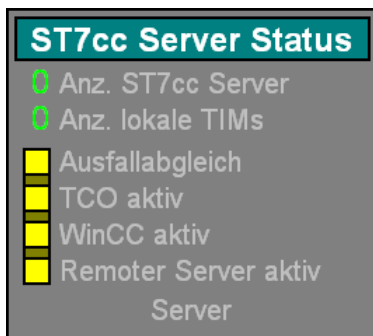 ST7cc Server Status
0 Anz. ST7cc Server
0 Anz. lokale TIMs
Ausfallabgleich
TCO aktiv
WinCC aktiv
Remoter Server aktiv
Server